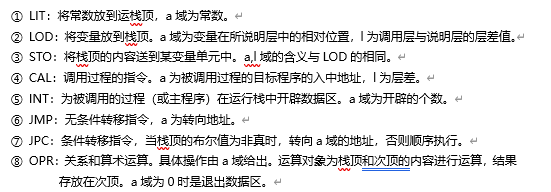 ① LIT：将常数放到运栈顶，a 域为常数。
② LOD：将变量放到栈顶。a 域为变量在所说明层中的相对位置，l 为调用层与说明层的层差值。
③ STO：将栈顶的内容送到某变量单元中。a,l 域的含义与 LOD 的相同。
④ CAL：调用过程的指令。a 为被调用过程的目标程序的入中地址，l 为层差。
⑤ INT：为被调用的过程（或主程序）在运行栈中开辟数据区。a 域为开辟的个数。
⑥ JMP：无条件转移指令，a 为转向地址。
⑦ JPC：条件转移指令，当栈顶的布尔值为非真时，转向 a 域的地址，否则顺序执行。
⑧ OPR：关系和算术运算。具体操作由 a 域给出。运算对象为栈顶和次顶的内容进行运算，结果
存放在次顶。a 域为 0 时是退出数据区。